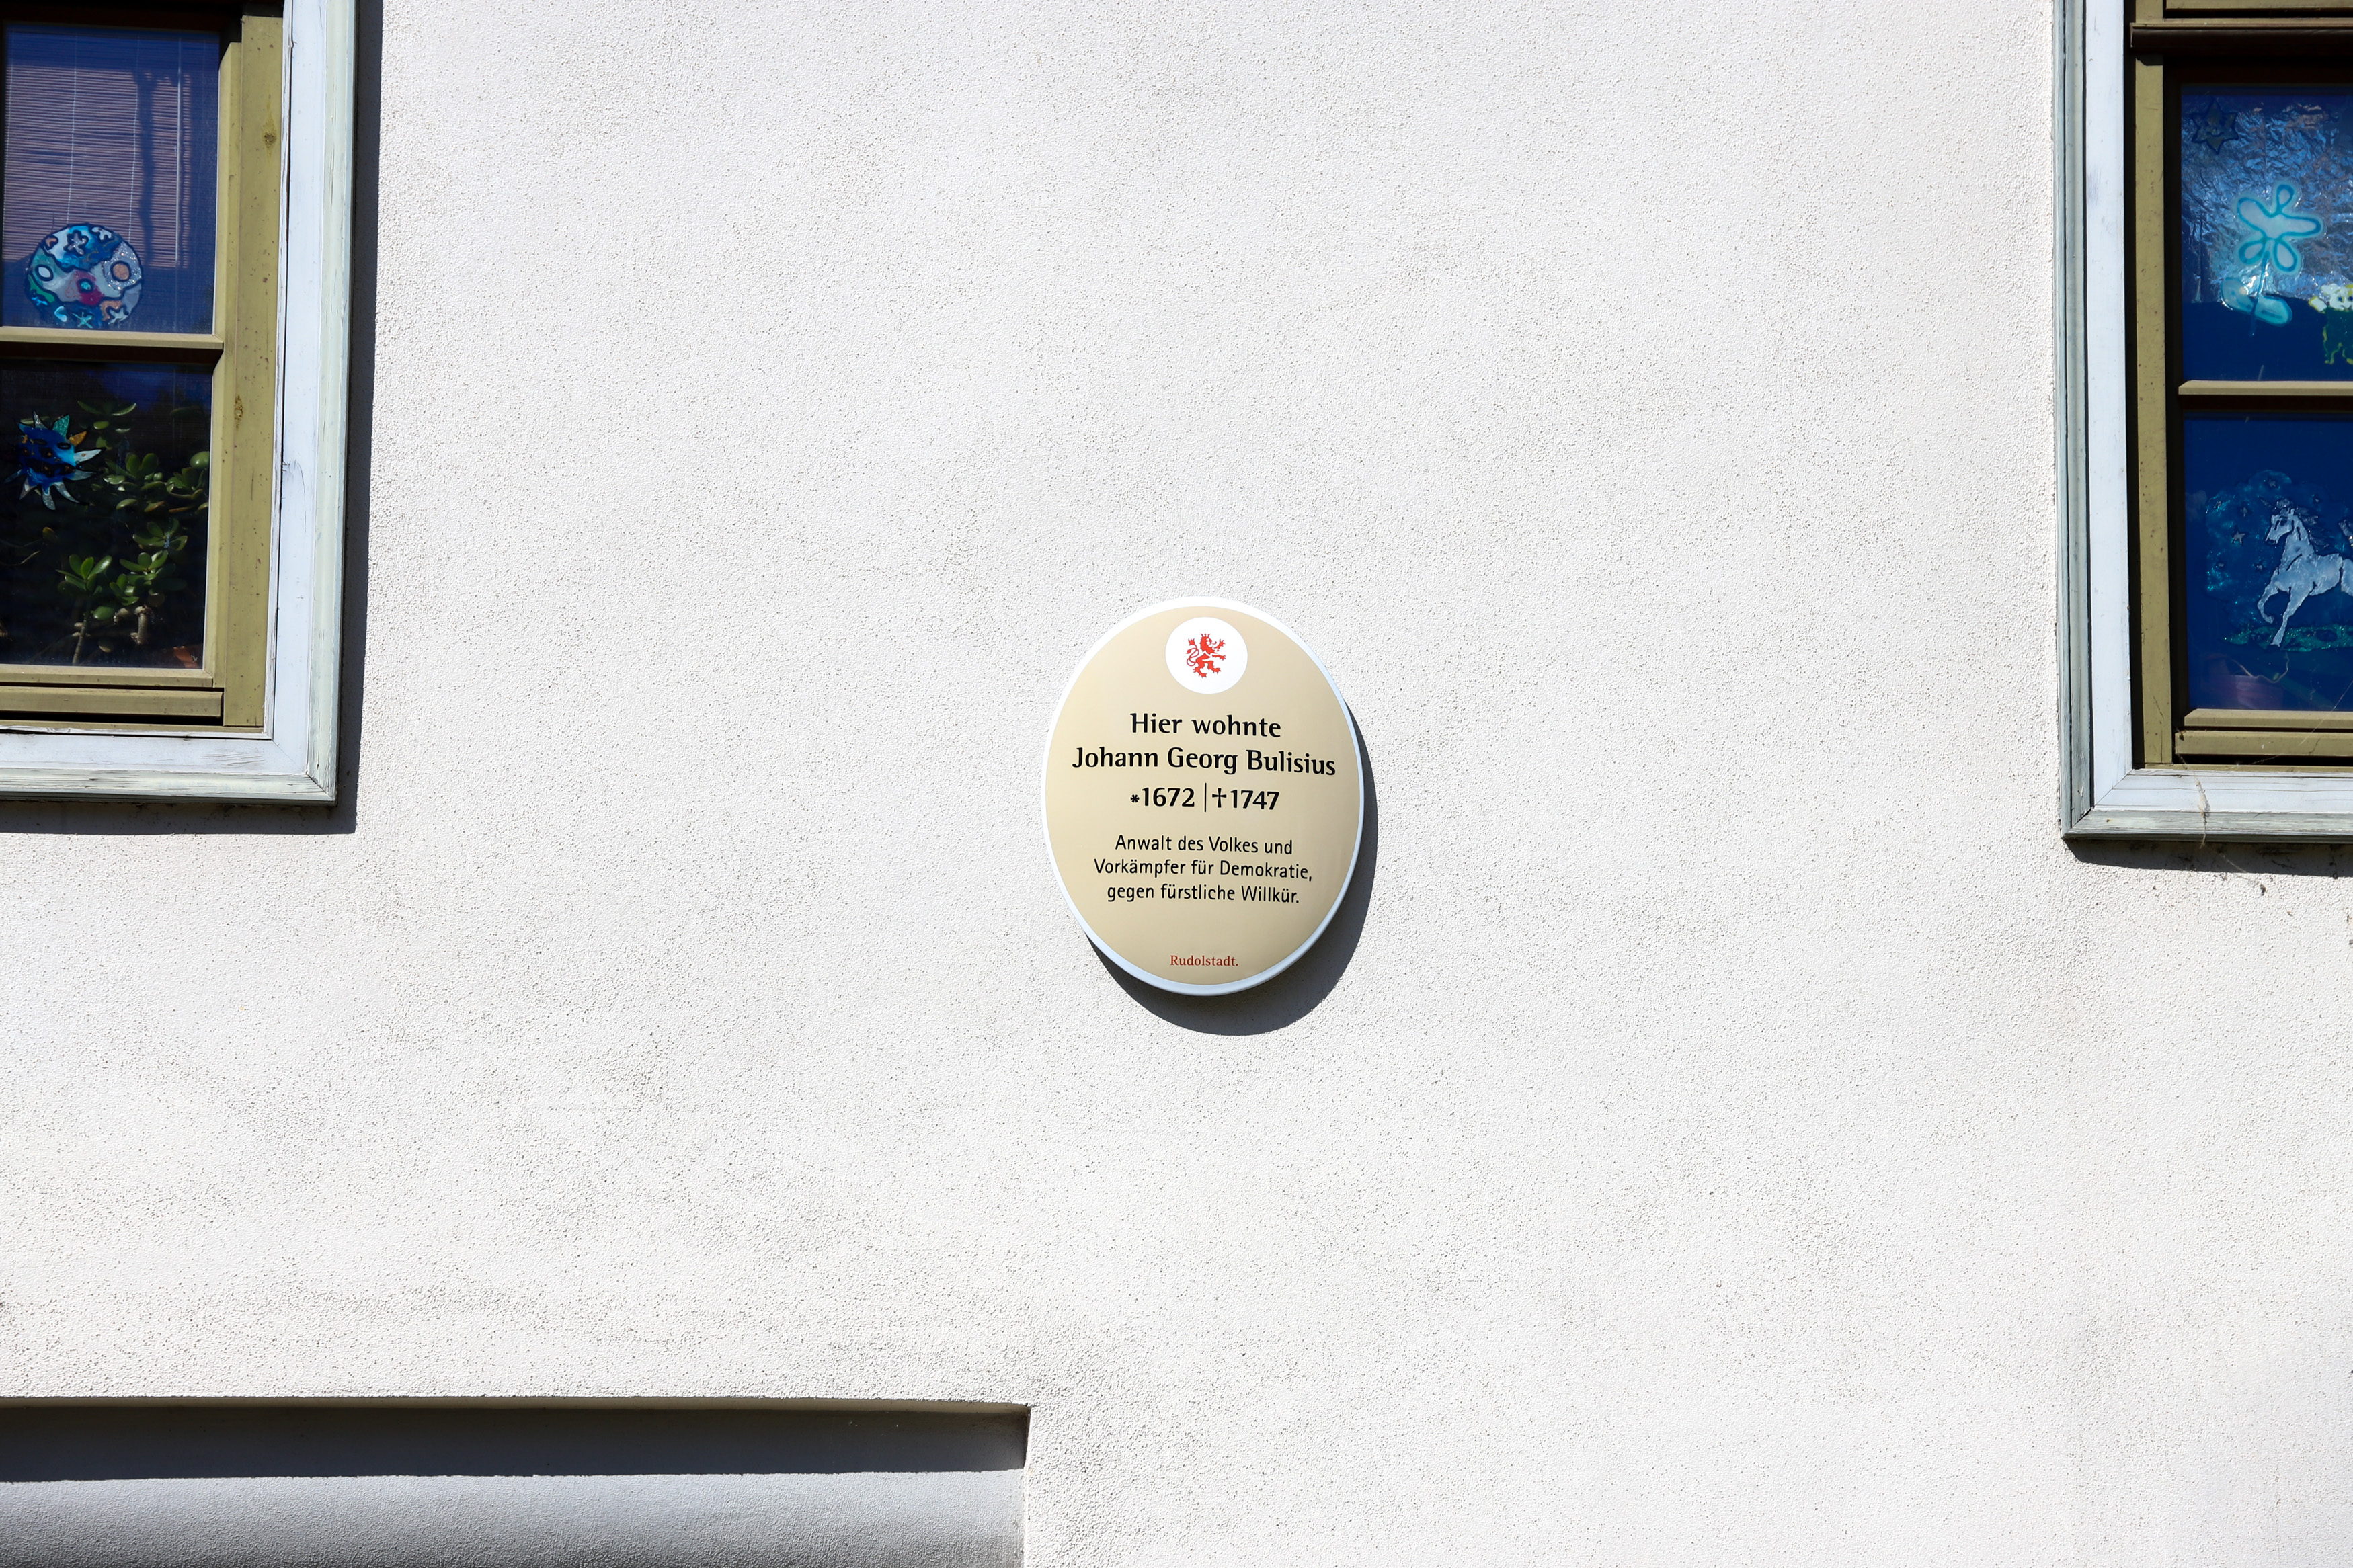 Hier wohnte
Johann Georg Bulisius
*1672 | †1747
Anwalt des Volkes und
Vorkämpfer für Demokratie,
gegen fürstliche Willkür.
Rudolstadt.